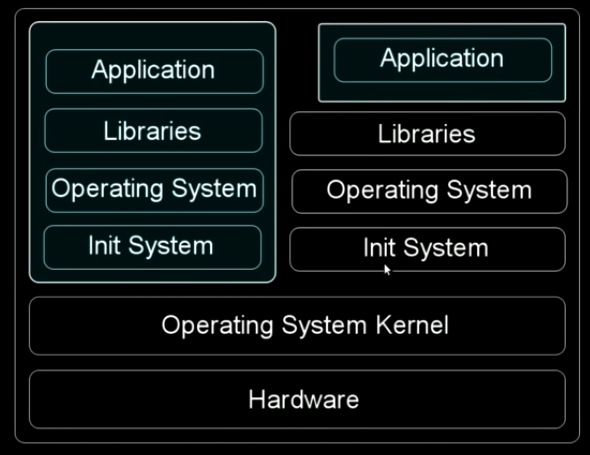 Application
Libraries
Operating System
Init System
Application
Libraries
Operating System
Init System
Operating System Kernel
Hardware